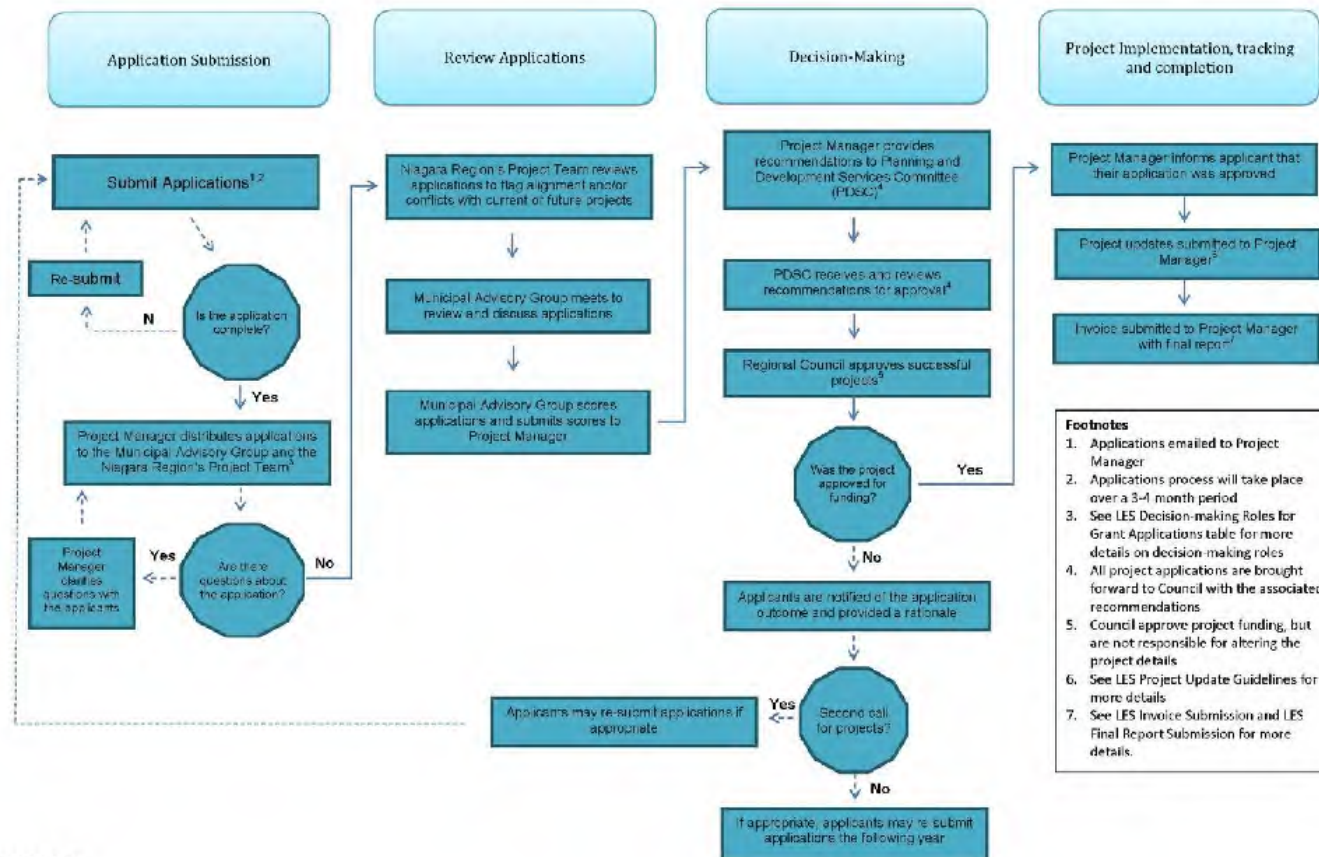 Application Submission
Review Applications
Decision-Making
Project Implementation, tracking
and completion
Submit Applications1,2
Re-submit
N
Is the application
complete?
Yes
Project Manager distributes applications
to the Municipal Advisory Group and the
Niagara Region's Project Team3
Project
Manager
clarifies
questions with
the applicants
Yes
Are there
questions about
the application?
No
Niagara Region's Project Team reviews
applications to flag alignment and/or
conflicts with current or future projects
Municipal Advisory Group meets to
review and discuss applications
Municipal Advisory Group scores
applications and submits scores to
Project Manager
Project Manager provides
recommendations to Planning and
Development Services Committee
(PDSC)4
PDSC receives and reviews
recommendations for approval4
Regional Council approves successful
projects5
Was the project
approved for
funding?
Yes
No
Applicants are notified of the application
outcome and provided a rationale
Second call
for projects?
Yes
Applicants may re-submit applications if
appropriate
No
If appropriate, applicants may re-submit
applications the following year
Project Manager informs applicant that
their application was approved
Project updates submitted to Project
Manager6
Invoice submitted to Project Manager
with final report7
Footnotes
1. Applications emailed to Project
Manager
2. Applications process will take place
over a 3-4 month period
3. See LES Decision-making Roles for
Grant Applications table for more
details on decision-making roles
4. All project applications are brought
forward to Council with the associated
recommendations
5. Council approve project funding, but
are not responsible for altering the
project details
6. See LES Project Update Guidelines for
more details
7. See LES Invoice Submission and LES
Final Report Submission for more
details.